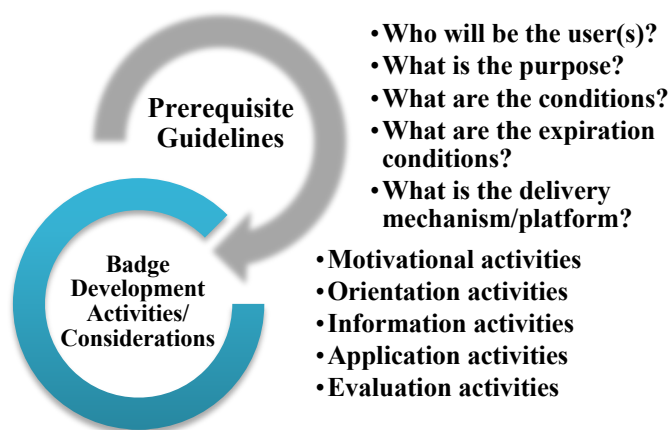 Prerequisite
Guidelines
•Who will be the user(s)?
•What is the purpose?
•What are the conditions?
•What are the expiration
conditions?
•What is the delivery
mechanism/platform?
Badge
Development
Activities/
Considerations
•Motivational activities
•Orientation activities
•Information activities
•Application activities
•Evaluation activities